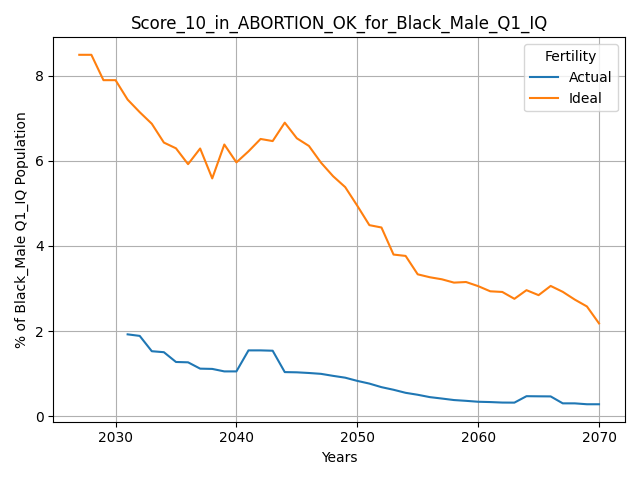 Score_10_in_ABORTION_OK_for_Black_Male_Q1_IQ
Fertility
Actual
Ideal
% of Black_Male Q1_IQ Population
8
6
4
2
0
2030
2040
2050
2060
2070
Years